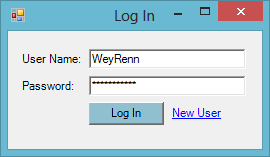 Log In
User Name: WeyRenn
Password: ***********
Log In New User